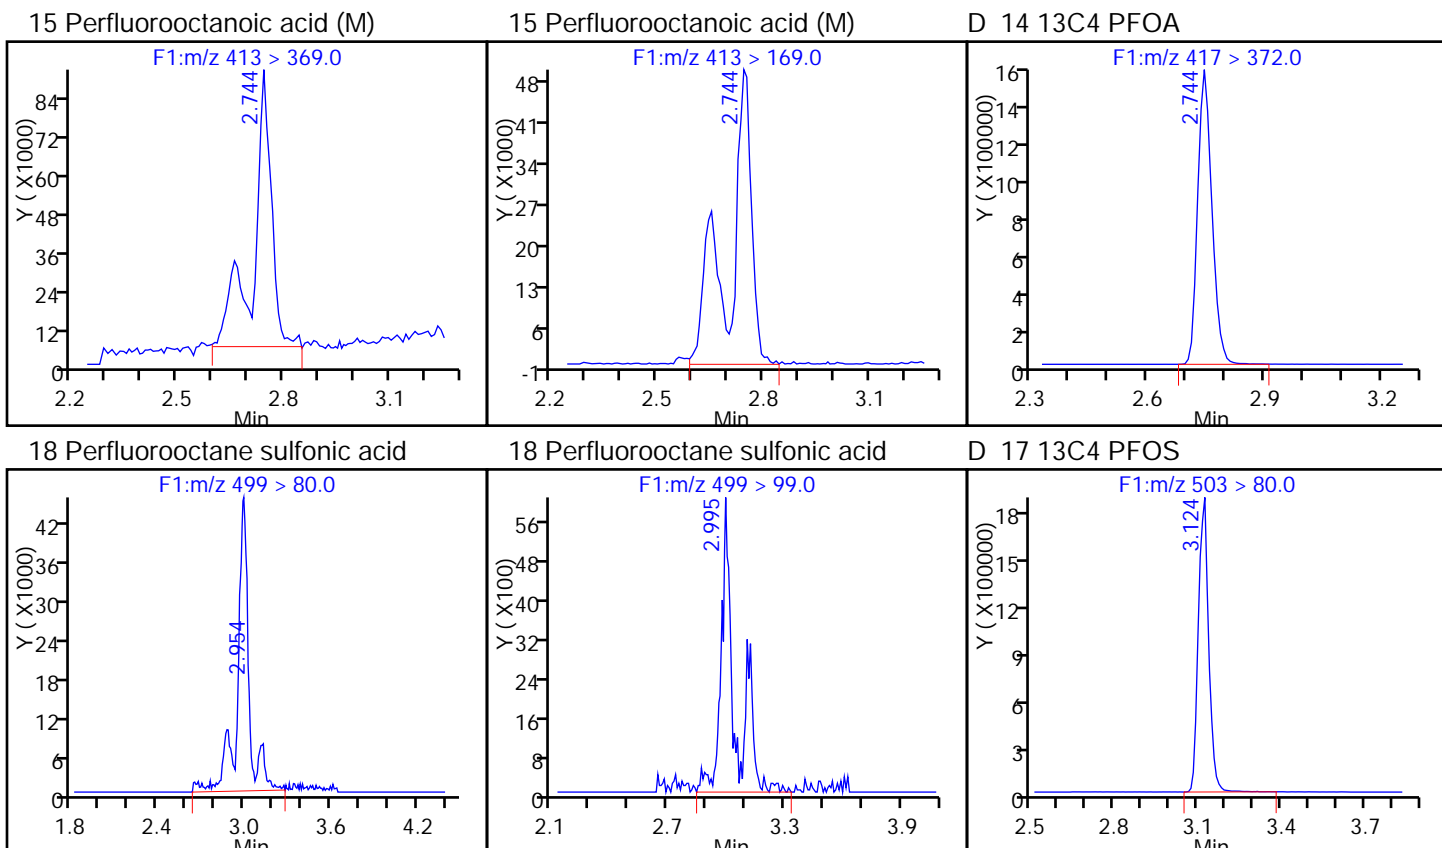 15 Perfluorooctanoic acid (M)
F1:m/z 413 > 369.0
2.744
Y ( X1000)
84
72
60
48
36
24
12
0
2.2 2.5 2.8 3.1
Min
15 Perfluorooctanoic acid (M)
F1:m/z 413 > 169.0
2.744
Y ( X1000)
48
41
34
27
20
13
6
-1
2.2 2.5 2.8 3.1
Min
D 14 13C4 PFOA
F1:m/z 417 > 372.0
2.744
Y ( X100000)
16
14
12
10
8
6
4
2
0
2.3 2.6 2.9 3.2
Min
18 Perfluorooctane sulfonic acid
F1:m/z 499 > 80.0
2.954
Y ( X1000)
42
36
30
24
18
12
6
0
1.8 2.4 3.0 3.6 4.2
Min
18 Perfluorooctane sulfonic acid
F1:m/z 499 > 99.0
2.995
Y ( X100)
56
48
40
32
24
16
8
0
2.1 2.7 3.3 3.9
Min
D 17 13C4 PFOS
F1:m/z 503 > 80.0
3.124
Y ( X100000)
18
15
12
9
6
3
0
2.5 2.8 3.1 3.4 3.7
Min